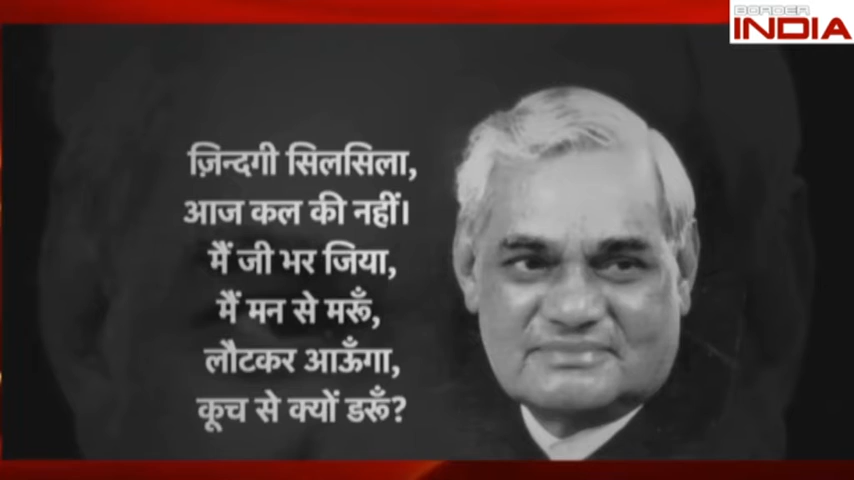 BORDER
INDIA
ज़िन्दगी सिलसिला,
आज कल की नहीं।
मैं जी भर जिया,
मैं मन से मरूँ,
लौटकर आऊँगा,
कूच से क्यों डरूँ?